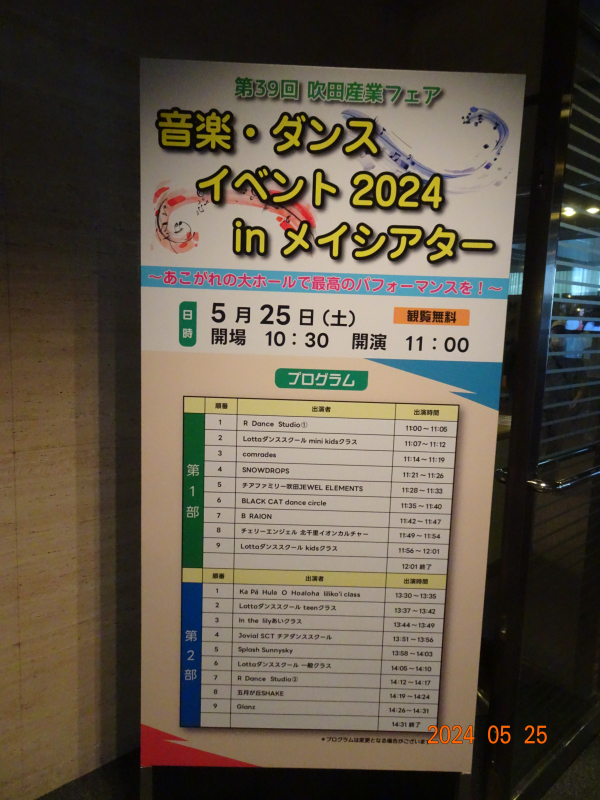 第39回 吹田産業フェア
音楽・ダンス
イベント 2024
in メイシアター
～あこがれの大ホールで最高のパフォーマンスを！～
日時 5月25日（土） 観覧無料
開場 10：30 開演 11：00
プログラム
第1部
順番 出演者 出演時間
1 R Dance Studio① 11:00～11:05
2 Lottaダンススクール mini kidsクラス 11:07～11:12
3 comrades 11:14～11:19
4 SNOWDROPS 11:21～11:26
5 チアファミリー吹田JEWEL ELEMENTS 11:28～11:33
6 BLACK CAT dance circle 11:35～11:40
7 B RAION 11:42～11:47
8 チェリーエンジェル 北千里イオンカルチャー 11:49～11:54
9 Lottaダンススクール kidsクラス 11:56～12:01
12:01 終了
第2部
順番 出演者 出演時間
1 Ka Pā Hula O Hoaloha liliko'i class 13:30～13:35
2 Lottaダンススクール teenクラス 13:37～13:42
3 In the lilyあいクラス 13:44～13:49
4 Jovial SCT チアダンススクール 13:51～13:56
5 Splash Sunnysky 13:58～14:03
6 Lottaダンススクール 一般クラス 14:05～14:10
7 R Dance Studio② 14:12～14:17
8 五月が丘SHAKE 14:19～14:24
9 Glanz 14:26～14:31
14:31 終了
＊プログラムは変更となる場合がござい
2024 05 25